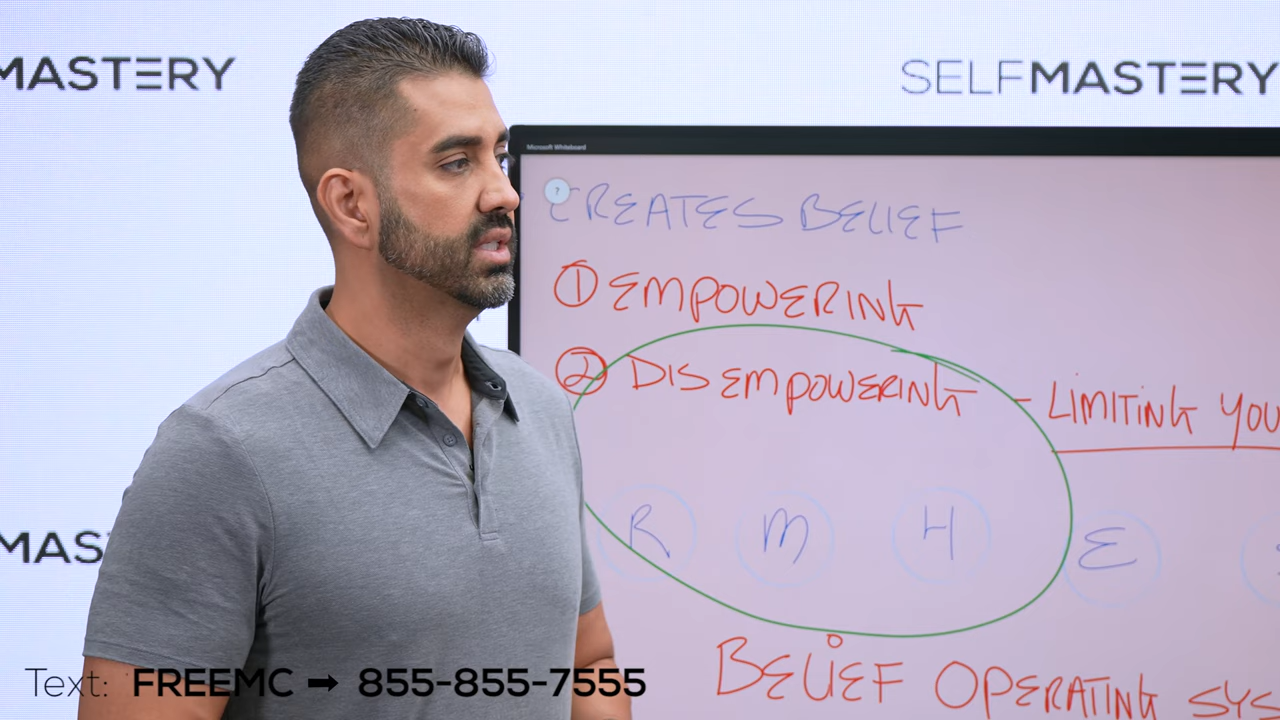 MASTERY
SELFMASTERY
Microsoft Whiteboard
?
CREATES BELIEF
1 EMPOWERING
2 DISEMPOWERING - LIMITING YOU
R M H E
MAS
BELIEF OPERATING SYS
Text: FREEMC ➡ 855-855-7555